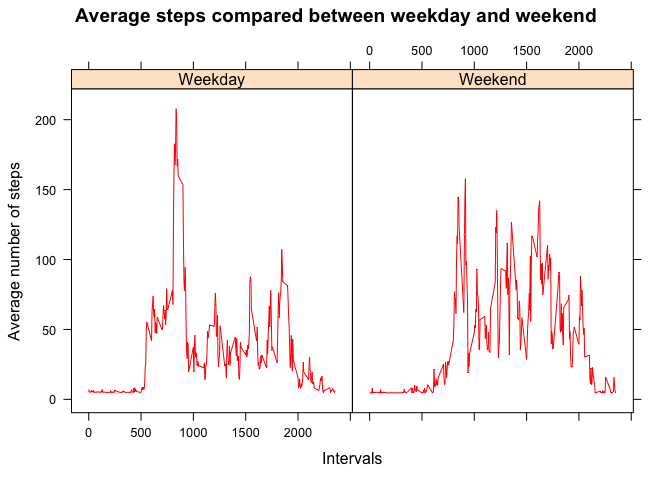 Average steps compared between weekday and weekend
0 500 1000 1500 2000
Weekday Weekend
200
150
100
50
0
Average number of steps
0 500 1000 1500 2000
Intervals